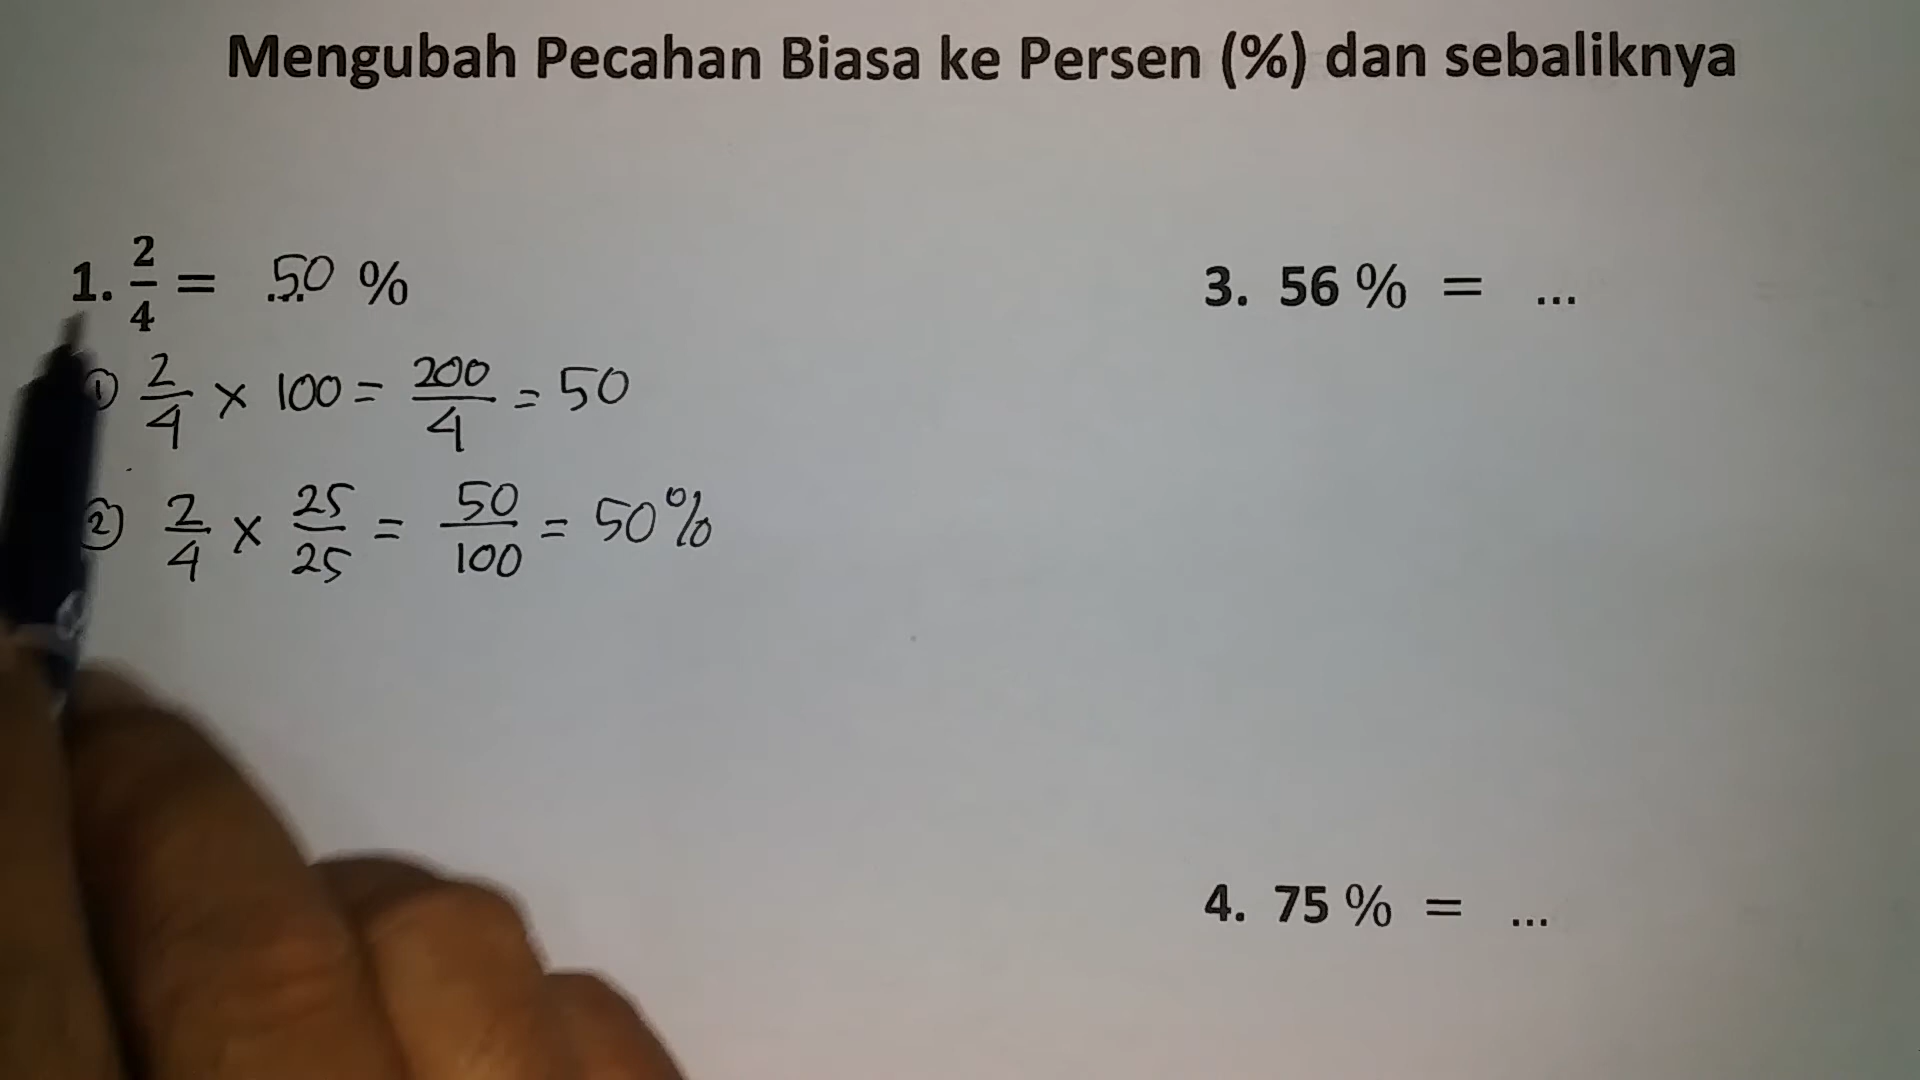 Mengubah Pecahan Biasa ke Persen (%) dan sebaliknya
1. 2/4 = ... 50 %
① 2/4 × 100 = 200/4 = 50
② 2/4 × 25/25 = 50/100 = 50%
3. 56 % = ...
4. 75 % = ...